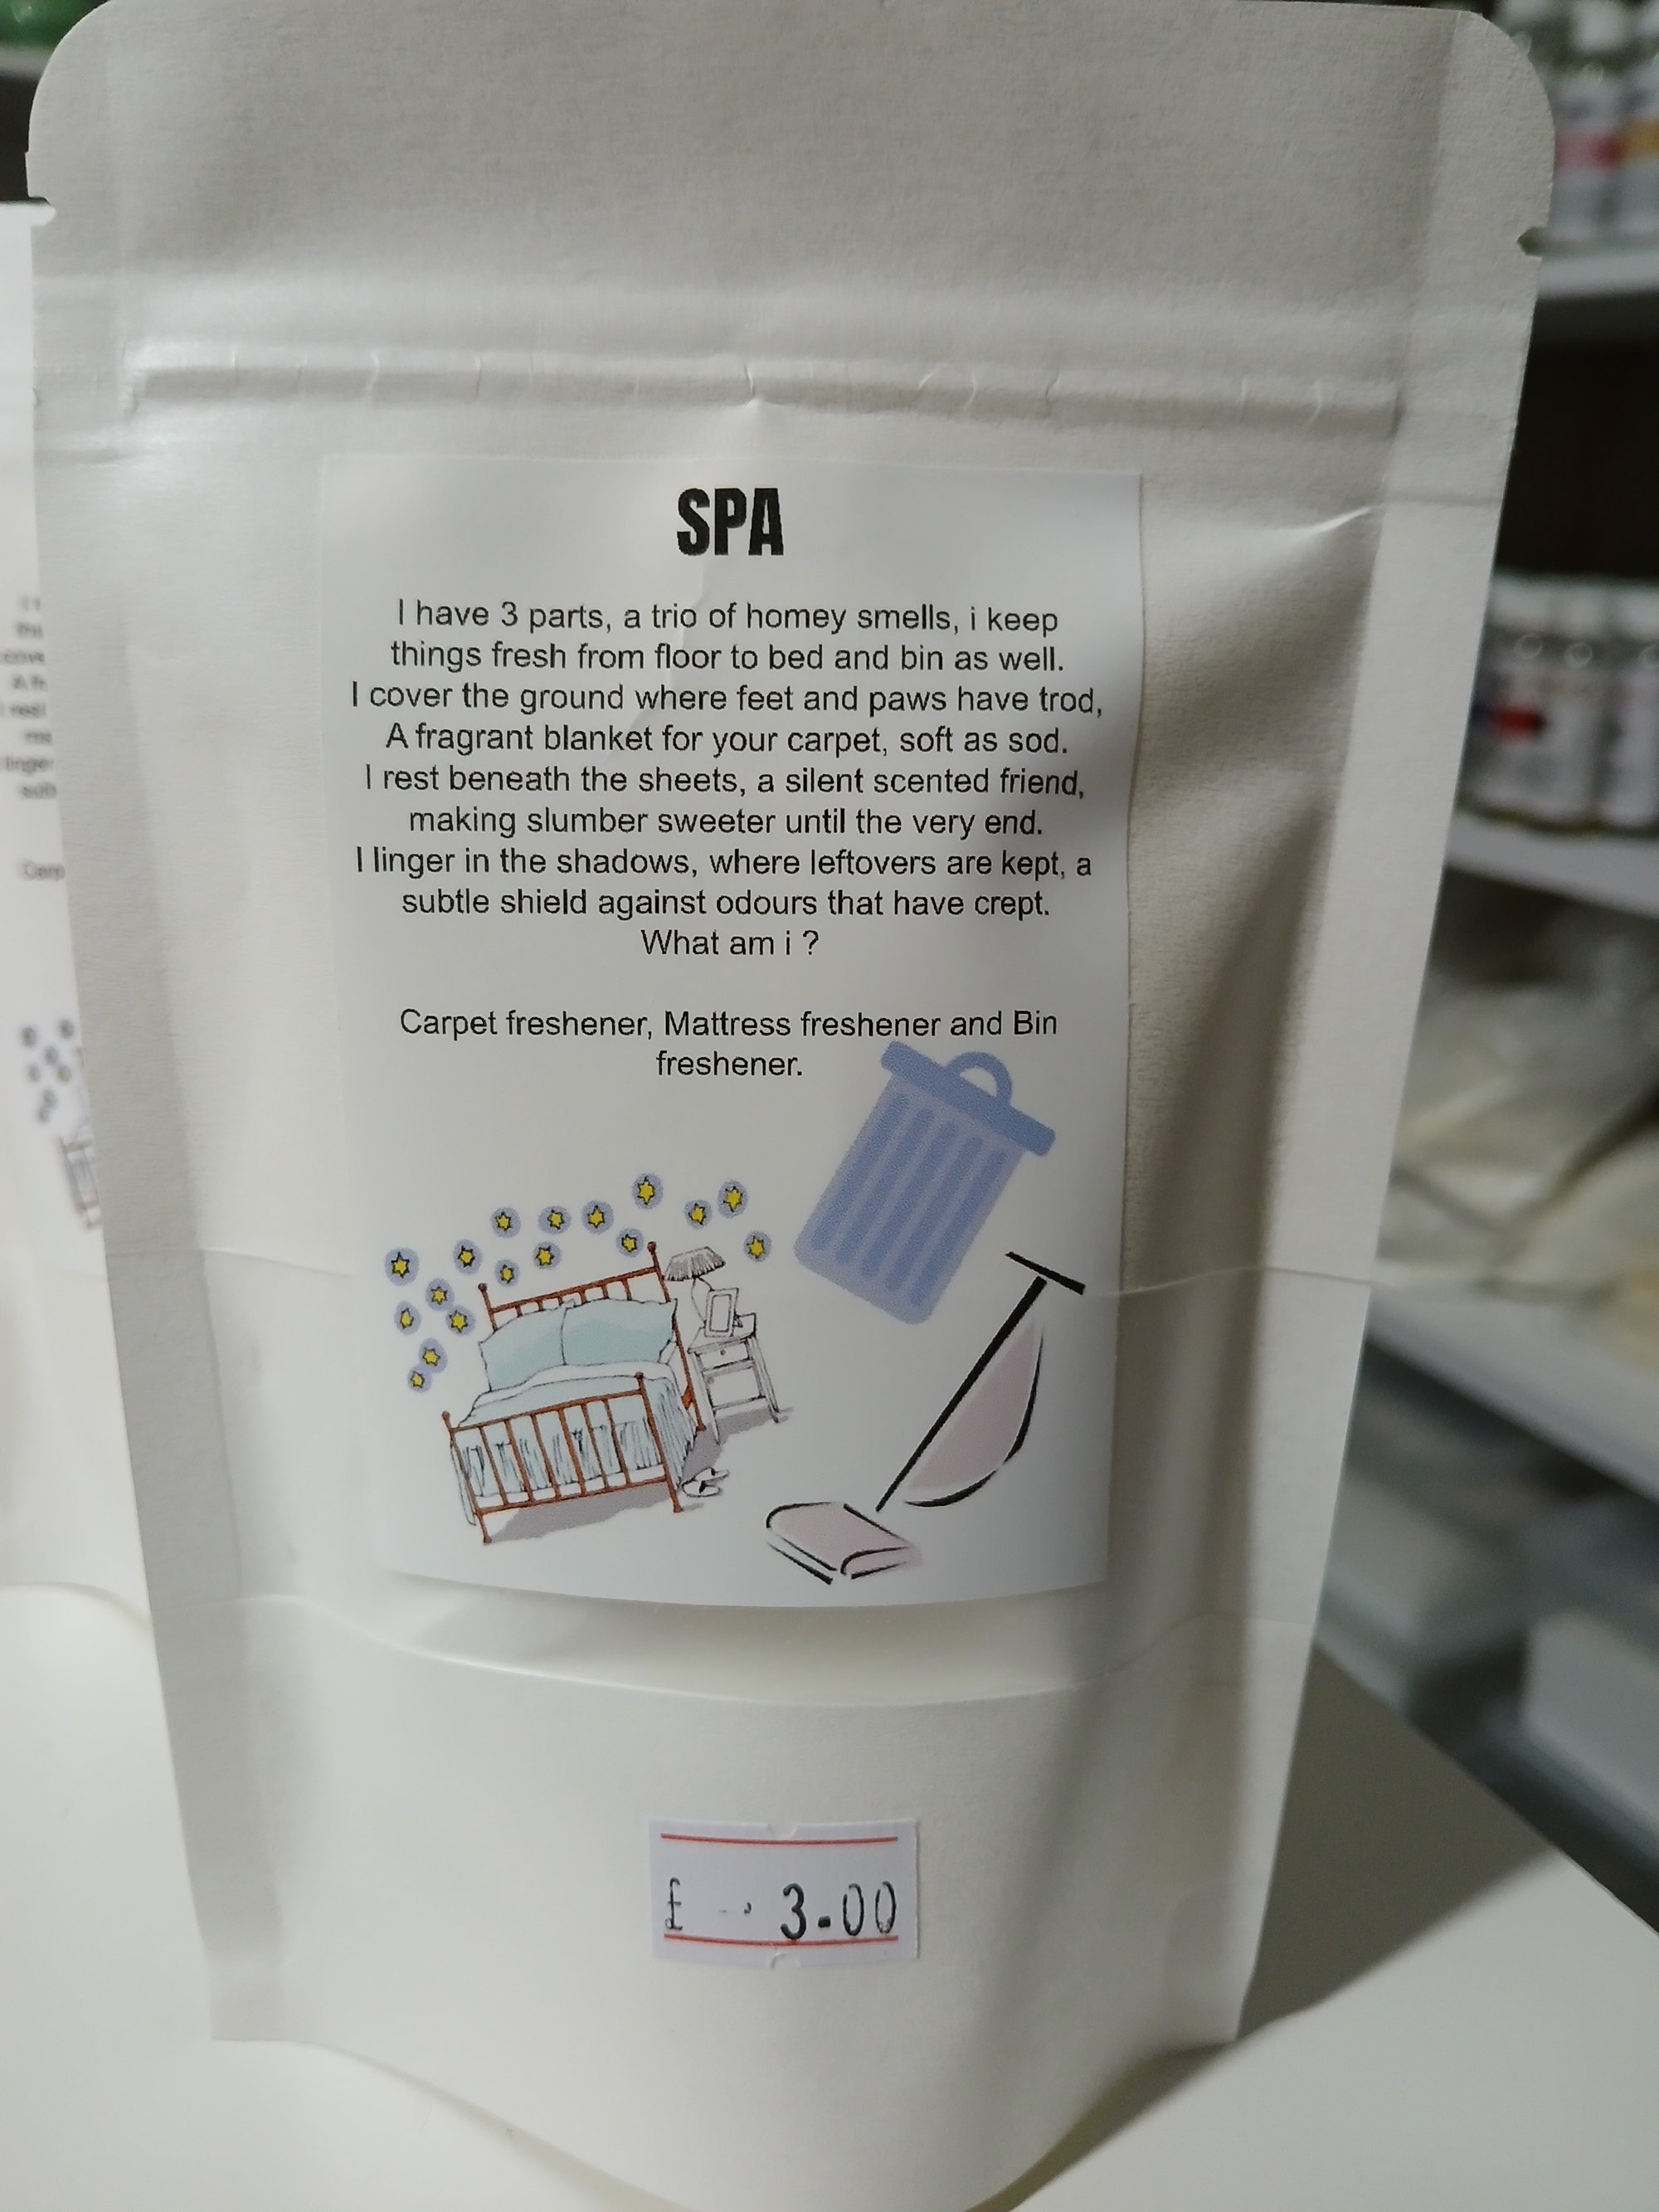 SPA
I have 3 parts, a trio of homey smells, i keep
things fresh from floor to bed and bin as well.
I cover the ground where feet and paws have trod,
A fragrant blanket for your carpet, soft as sod.
I rest beneath the sheets, a silent scented friend,
making slumber sweeter until the very end.
I linger in the shadows, where leftovers are kept, a
subtle shield against odours that have crept.
What am i ?
Carpet freshener, Mattress freshener and Bin
freshener.
£ 3.00